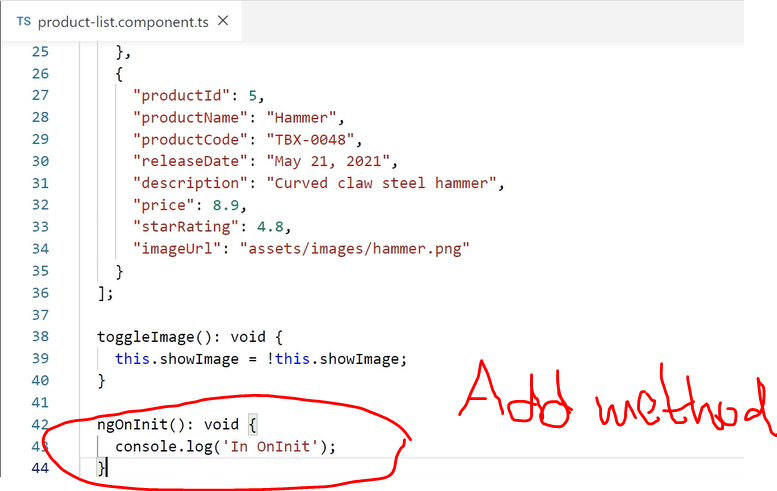 TS product-list.component.ts ×
25 },
26 {
27 "productId": 5,
28 "productName": "Hammer",
29 "productCode": "TBX-0048",
30 "releaseDate": "May 21, 2021",
31 "description": "Curved claw steel hammer",
32 "price": 8.9,
33 "starRating": 4.8,
34 "imageUrl": "assets/images/hammer.png"
35 }
36 ];
37
38 toggleImage(): void {
39 this.showImage = !this.showImage;
40 }
41
42 ngOnInit(): void {
43 console.log('In OnInit');
44 }
Add method